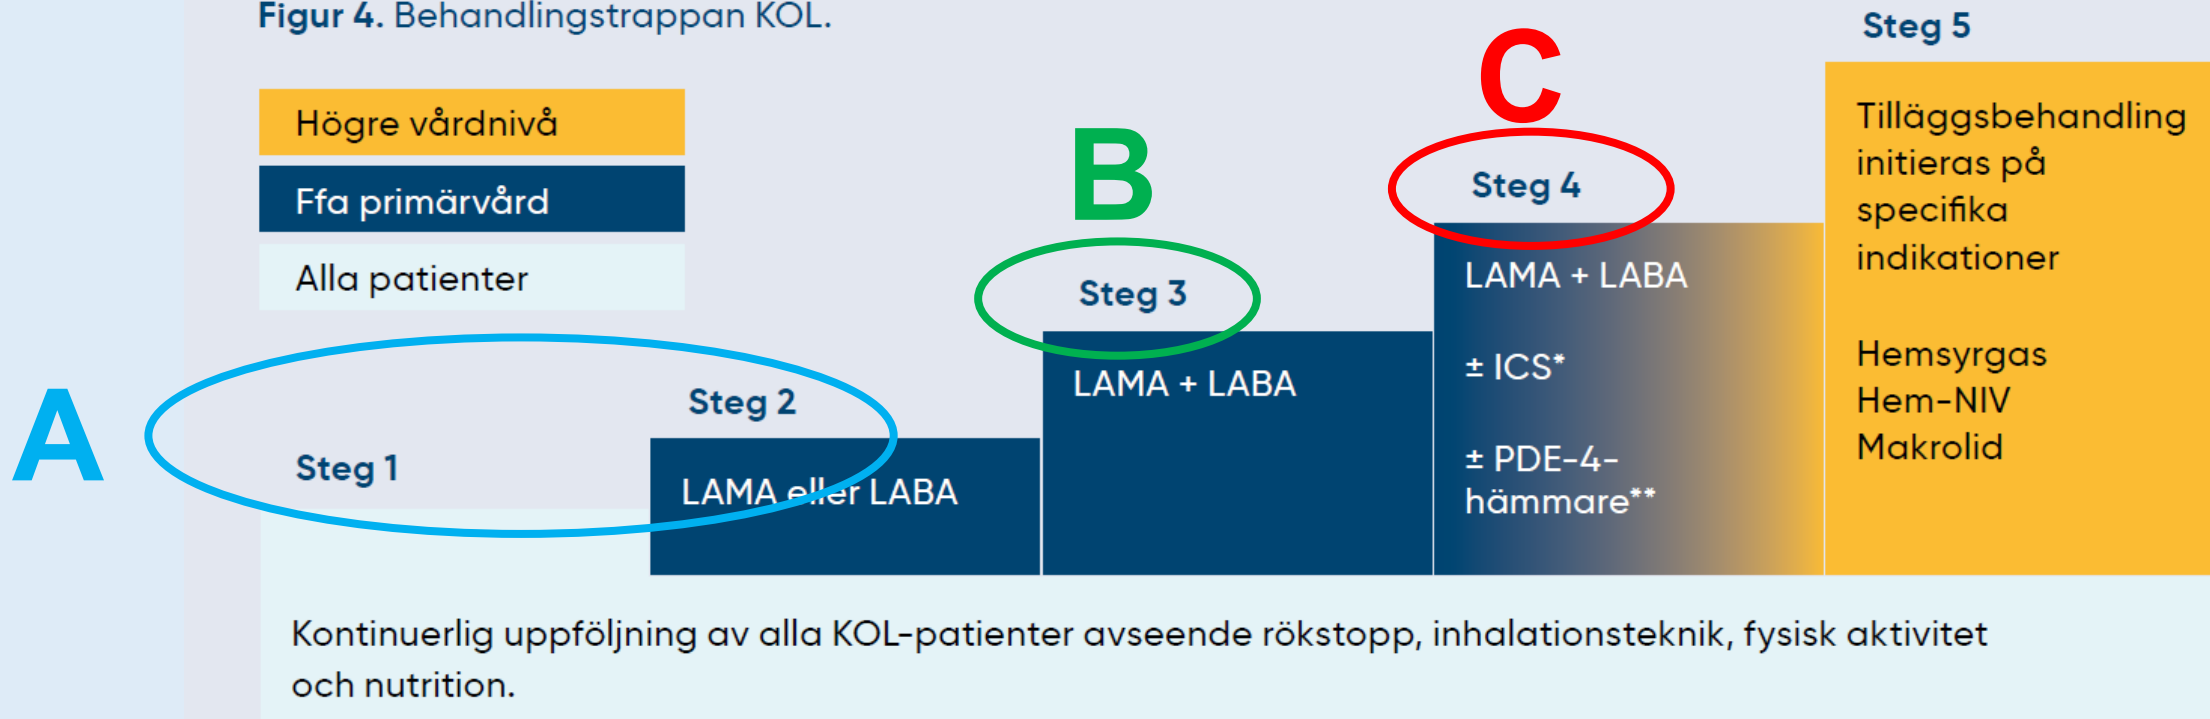 Figur 4. Behandlingstrappan KOL.
Högre vårdnivå
Ffa primärvård
Alla patienter
A
Steg 1
Steg 2
LAMA eller LABA
B
Steg 3
LAMA + LABA
C
Steg 4
LAMA + LABA
± ICS*
± PDE-4-
hämmare**
Steg 5
Tilläggsbehandling
initieras på
specifika
indikationer
Hemsyrgas
Hem-NIV
Makrolid
Kontinuerlig uppföljning av alla KOL-patienter avseende rökstopp, inhalationsteknik, fysisk aktivitet
och nutrition.